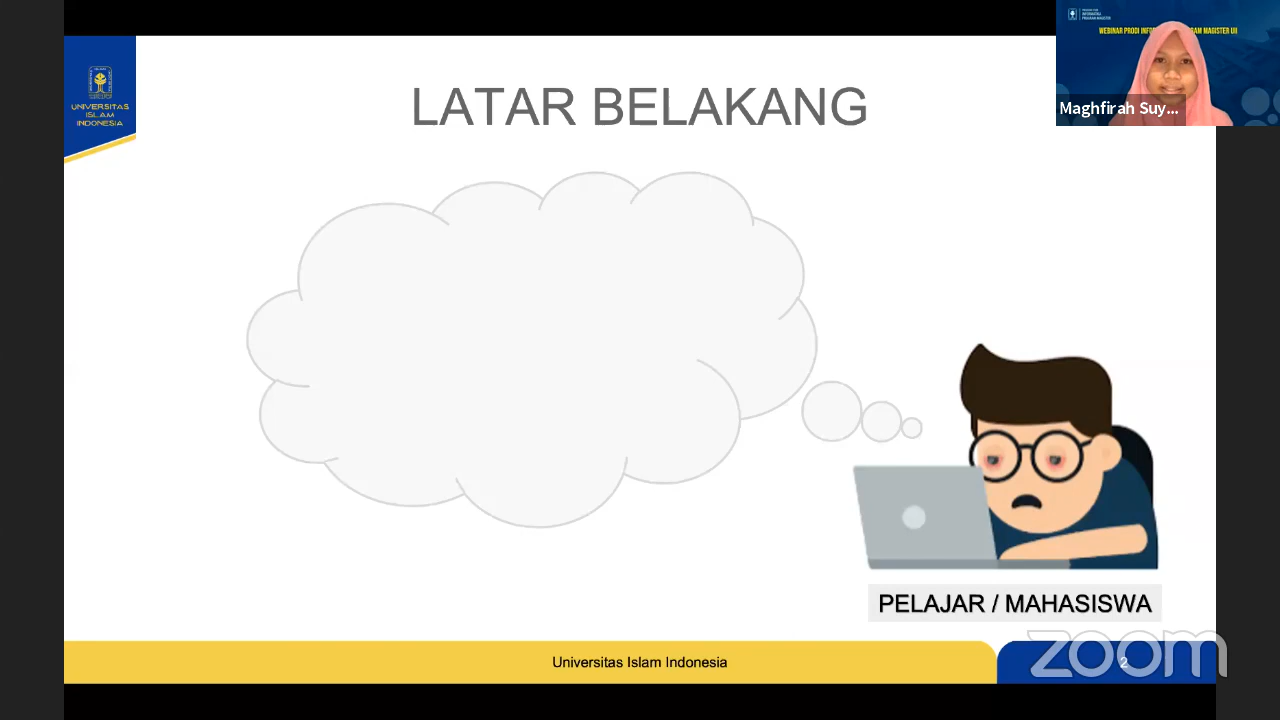 UNIVERSITAS
ISLAM
INDONESIA
LATAR BELAKANG
Maghfirah Suy...
PELAJAR / MAHASISWA
Universitas Islam Indonesia
2
zoom